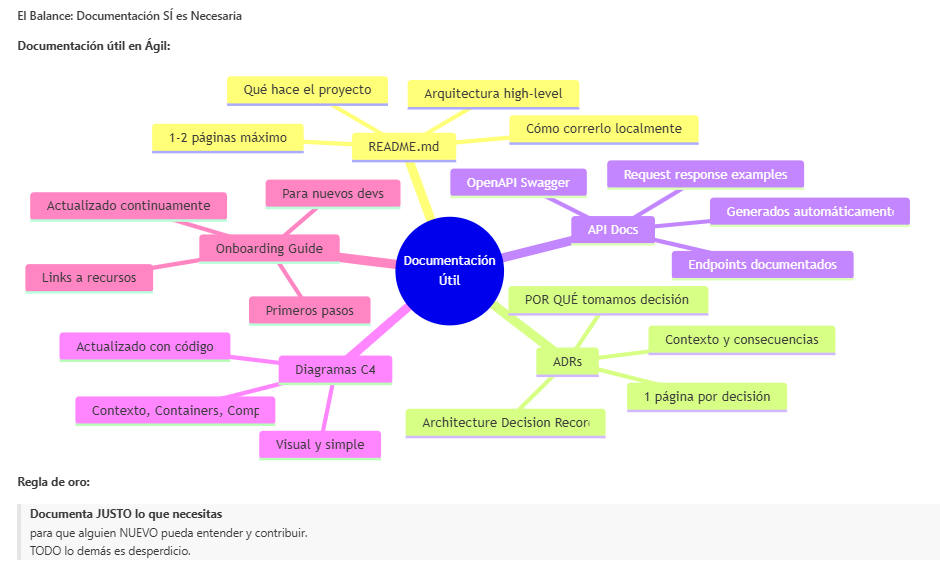 El Balance: Documentación SÍ es Necesaria
Documentación útil en Ágil:
Qué hace el proyecto
Arquitectura high-level
1-2 páginas máximo
Cómo correrlo localmente
README.md
OpenAPI Swagger
Request response examples
Generados automáticament
API Docs
Endpoints documentados
Para nuevos devs
Actualizado continuamente
Onboarding Guide
Links a recursos
Primeros pasos
Documentación
Útil
POR QUÉ tomamos decisión
Contexto y consecuencias
ADRs
1 página por decisión
Architecture Decision Recor
Actualizado con código
Diagramas C4
Contexto, Containers, Comp
Visual y simple
Regla de oro:
Documenta JUSTO lo que necesitas
para que alguien NUEVO pueda entender y contribuir.
TODO lo demás es desperdicio.